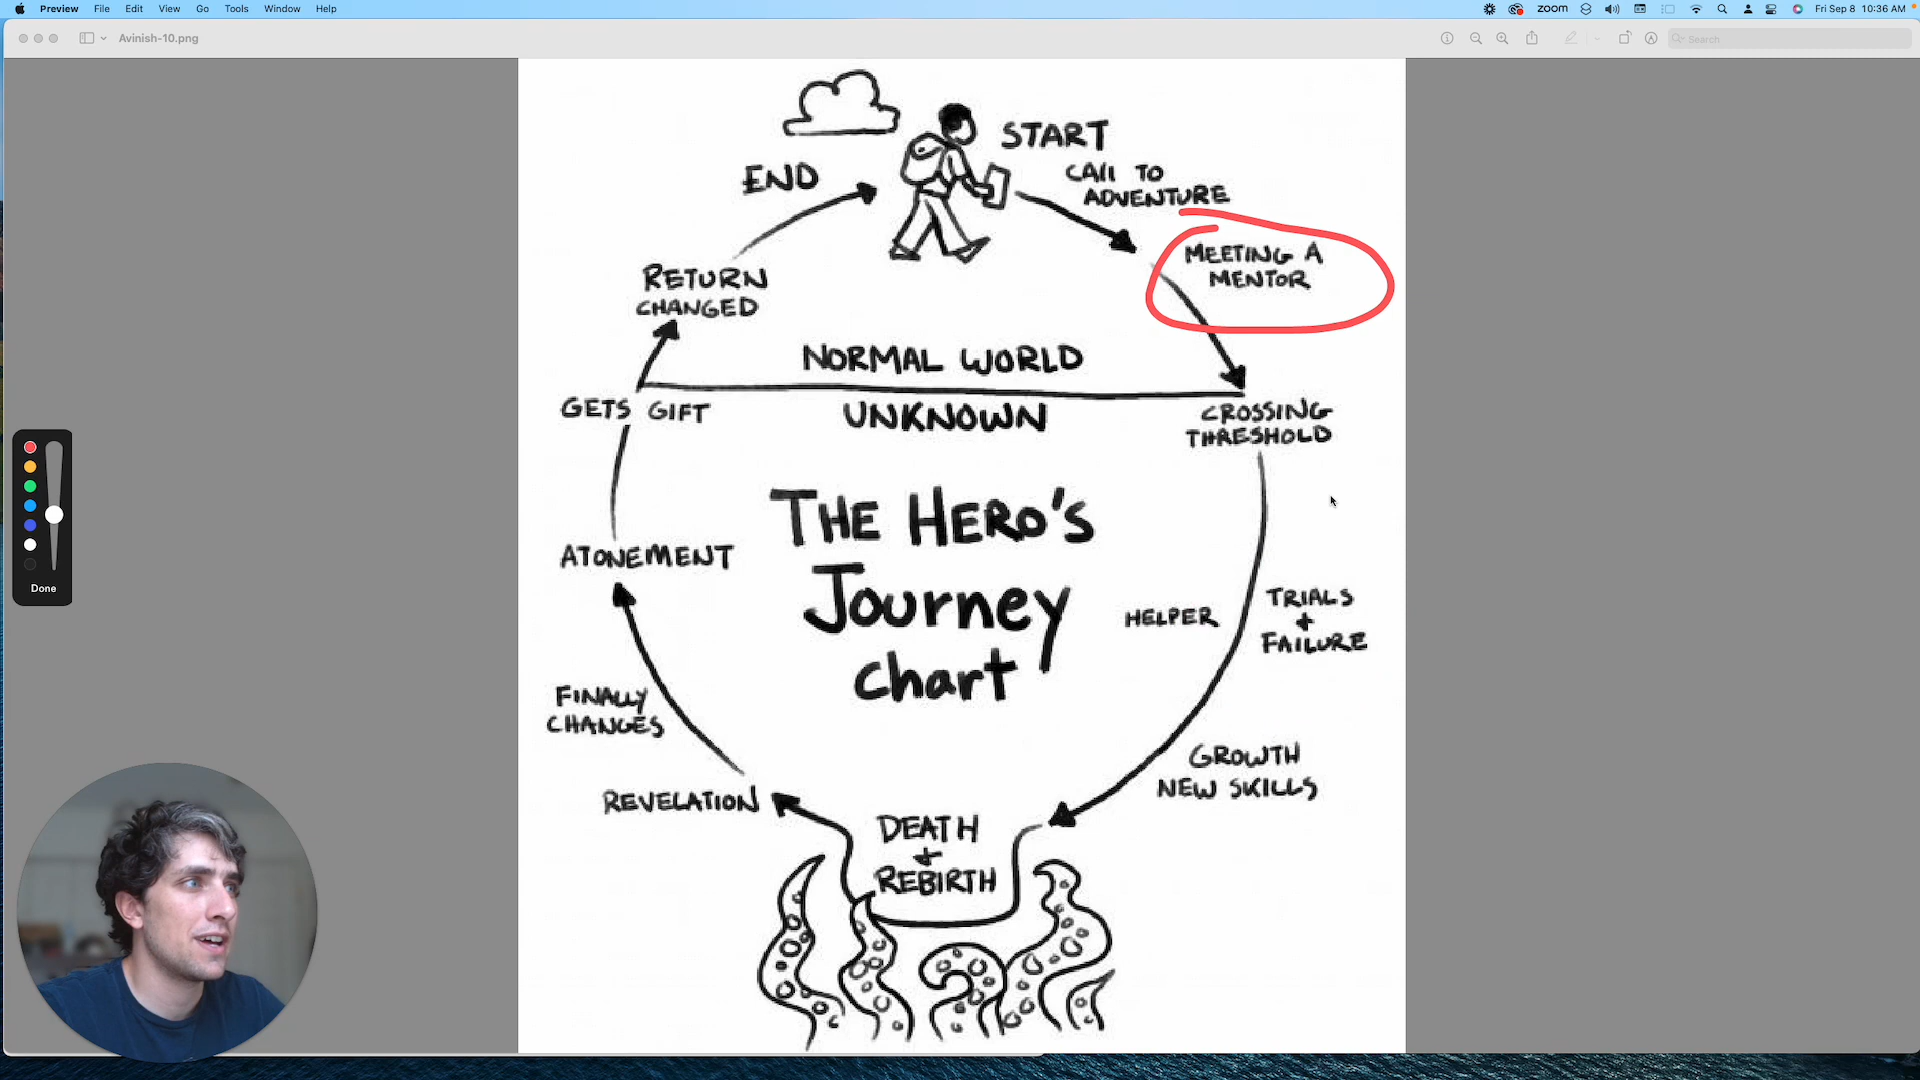 Preview File Edit View Go Tools Window Help
zoom Fri Sep 8 10:36 AM
Avinish-10.png
Search
START
CALL TO
ADVENTURE
END
MEETING A
MENTOR
RETURN
CHANGED
NORMAL WORLD
UNKNOWN
GETS GIFT
CROSSING
THRESHOLD
THE HERO'S
Journey
chart
ATONEMENT
HELPER
TRIALS
+
FAILURE
FINALLY
CHANGES
GROWTH
NEW SKILLS
REVELATION
DEATH
+
REBIRTH
Done